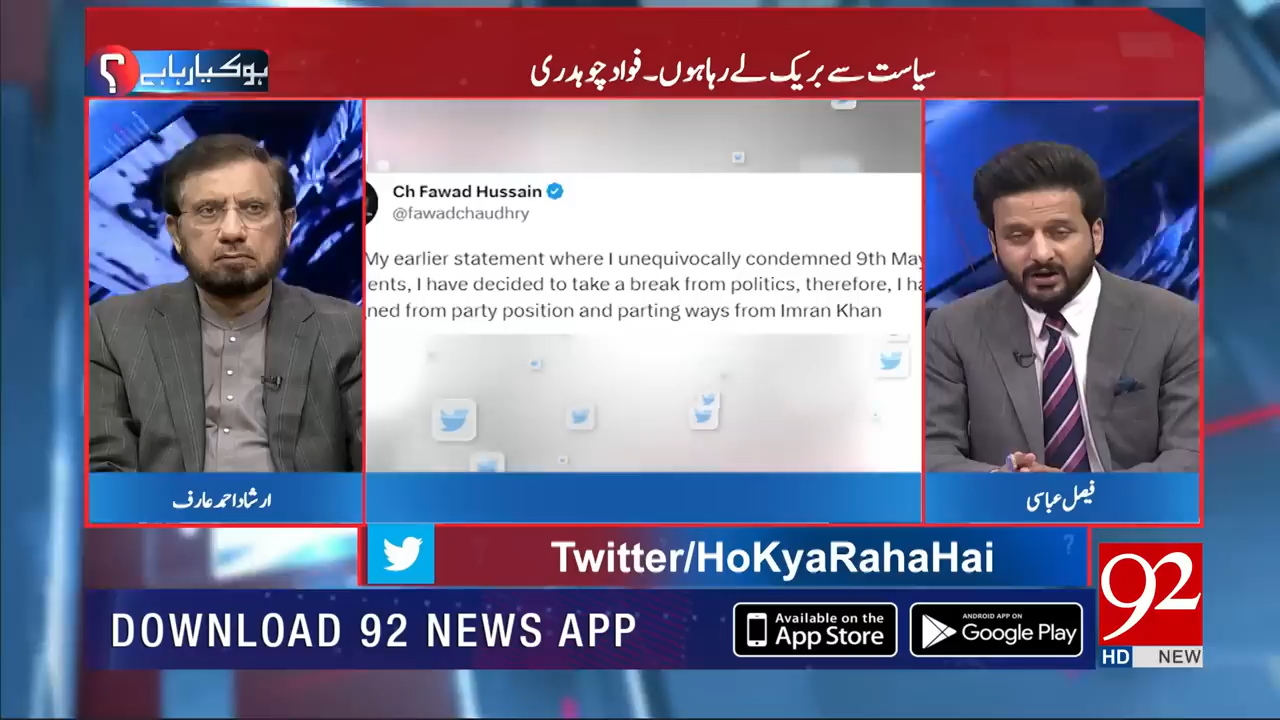 سیاست سے بریک لے رہا ہوں۔ فواد چوہدری
ہو کیا رہا ہے؟
Ch Fawad Hussain
@fawadchaudhry
My earlier statement where I unequivocally condemned 9th May
ents, I have decided to take a break from politics, therefore, I ha
ned from party position and parting ways from Imran Khan
ارشاد احمد عارف
فیصل عباسی
Twitter/HoKyaRahaHai
DOWNLOAD 92 NEWS APP
Available on the
App Store
ANDROID APP ON
Google Play
92
HD NEW